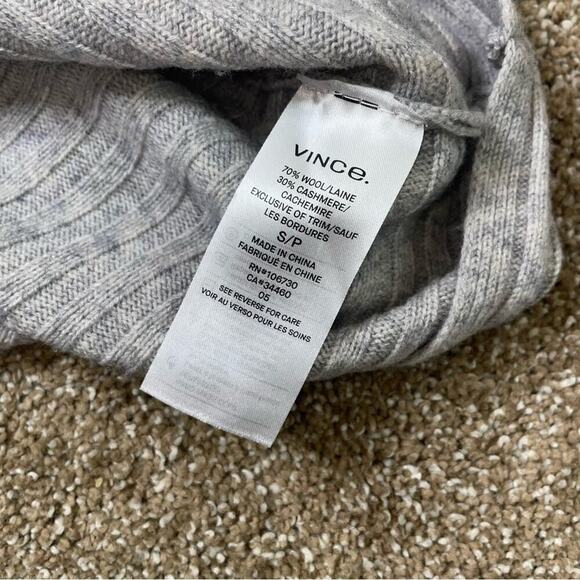 VINCE.
70% WOOL/LAINE
30% CASHMERE/
CACHEMIRE
EXCLUSIVE OF TRIM/SAUF
LES BORDURES
S/P
MADE IN CHINA
FABRIQUÉ EN CHINE
RN#106730
CA#34460
05
SEE REVERSE FOR CARE
VOIR AU VERSO POUR LES SOINS